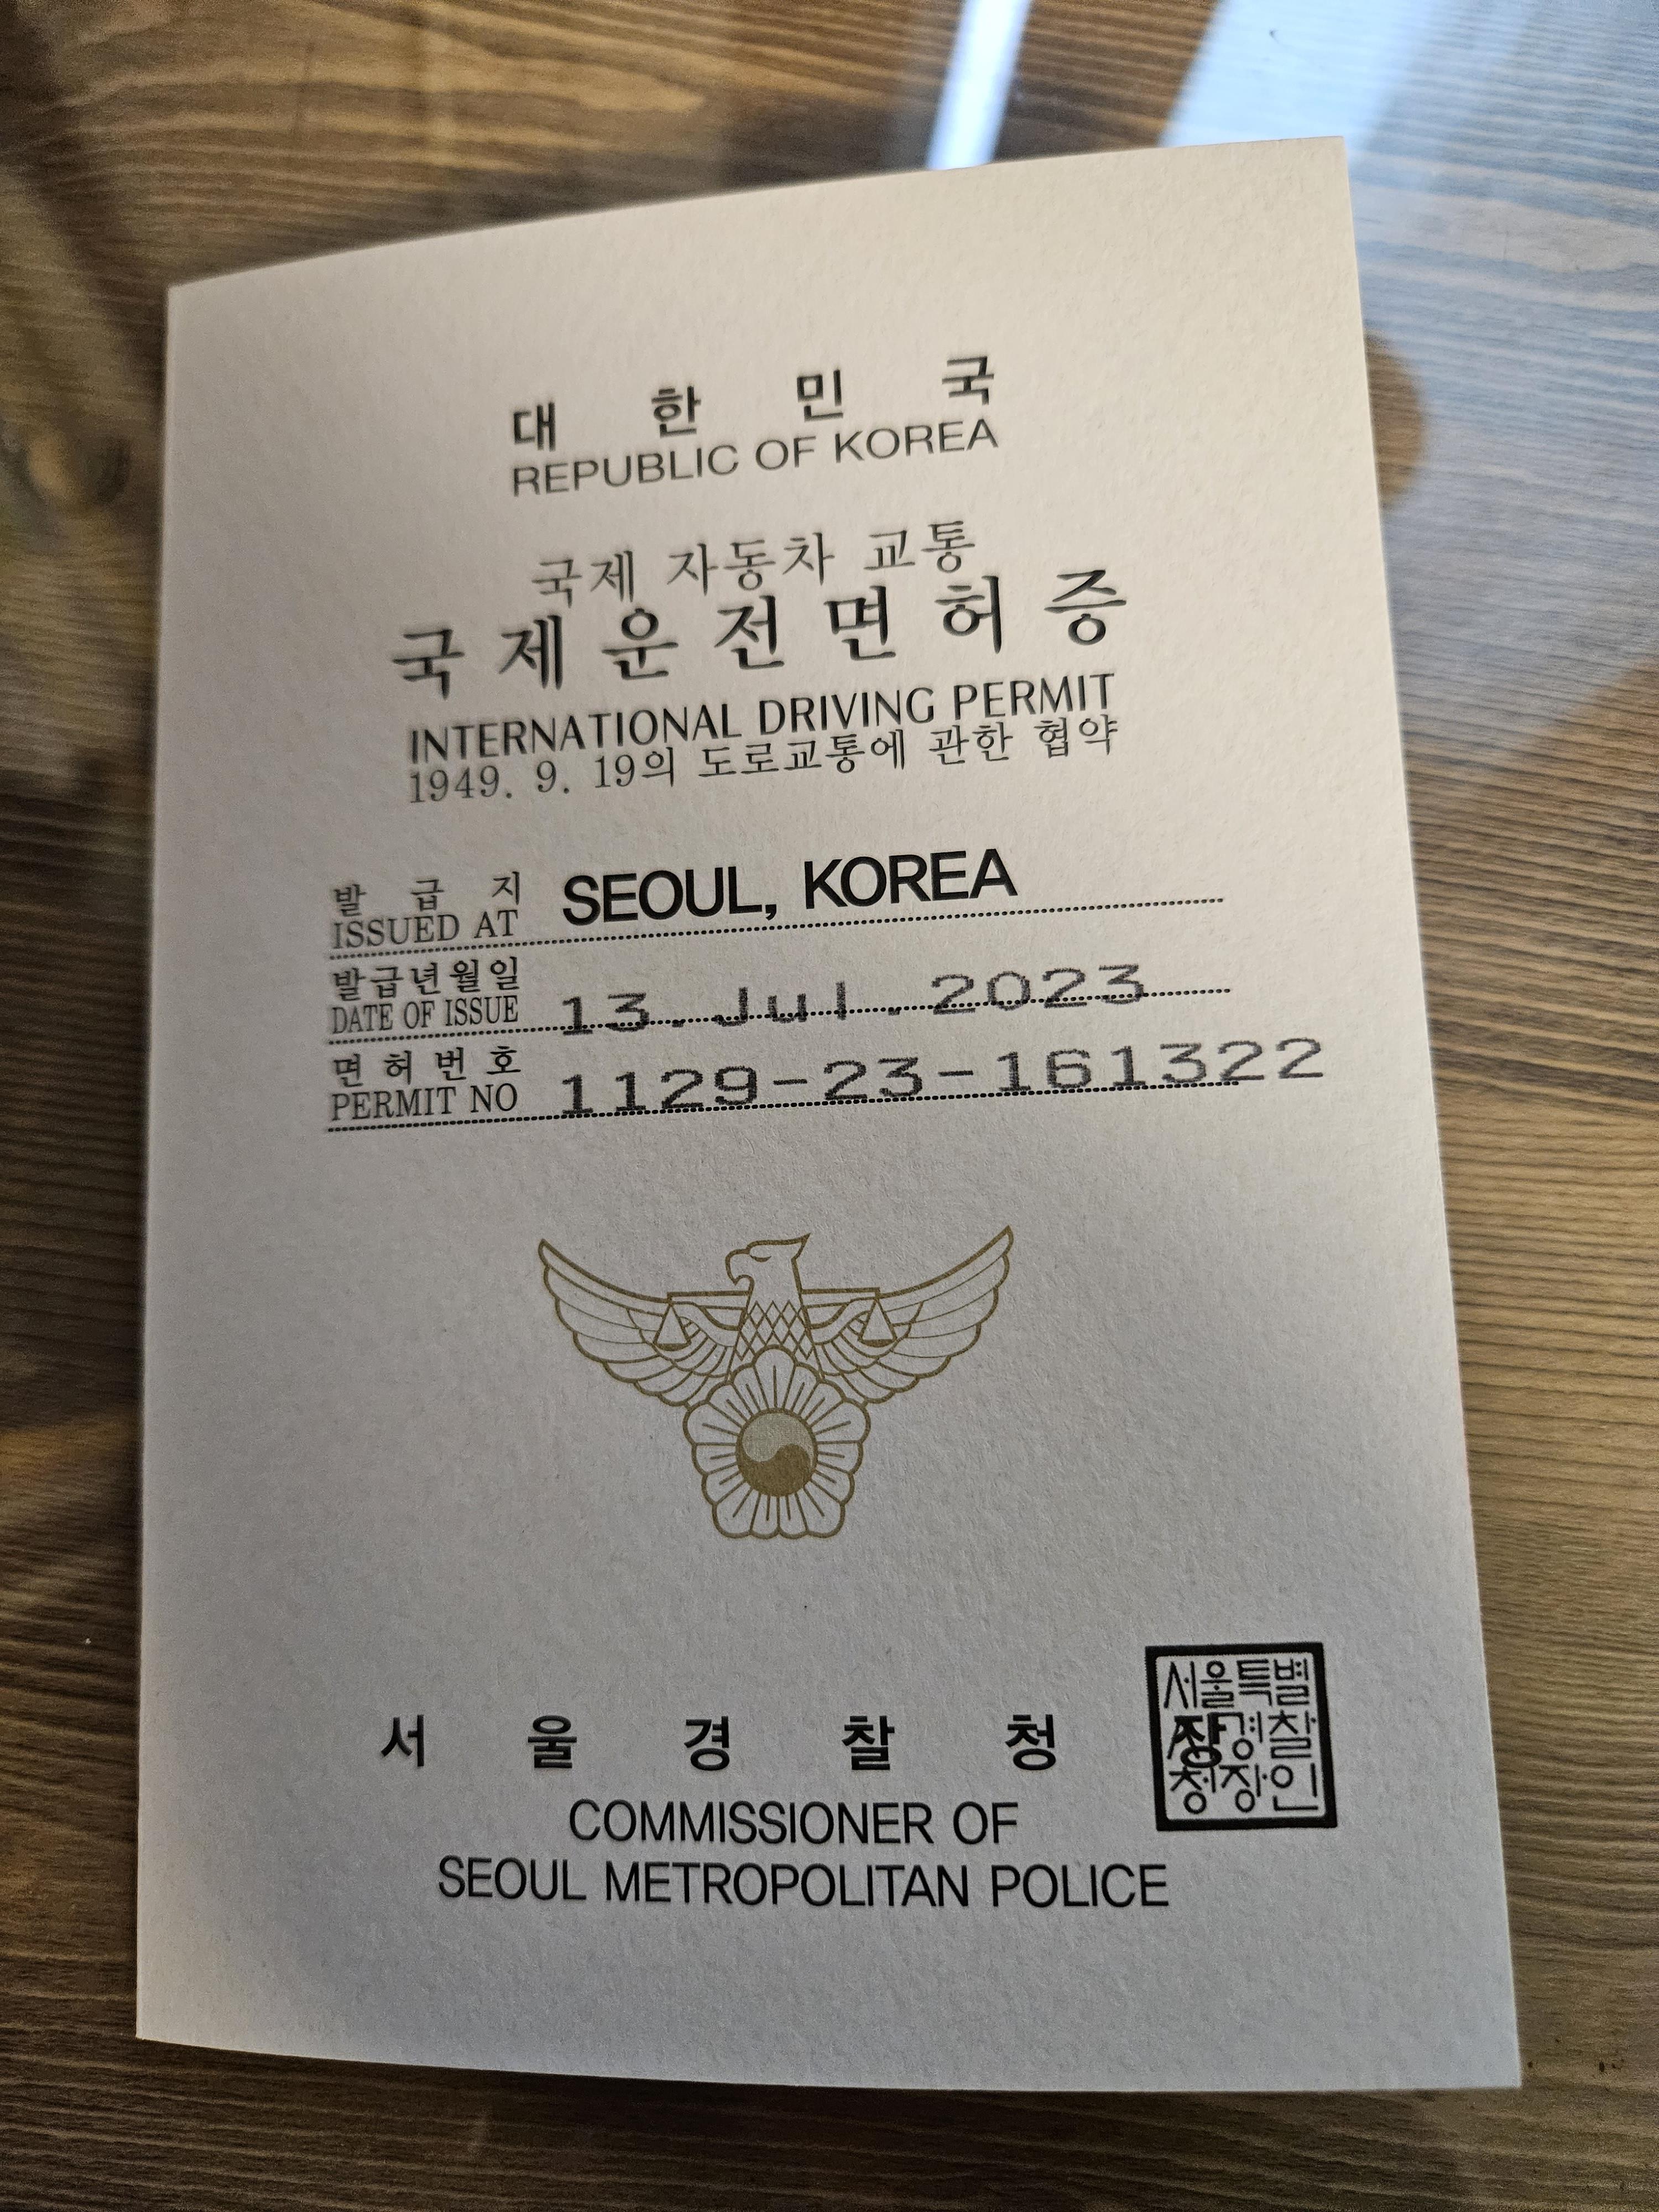 대 한 민 국
REPUBLIC OF KOREA
국제 자동차 교통
국제운전면허증
INTERNATIONAL DRIVING PERMIT
1949. 9. 19의 도로교통에 관한 협약
발 급 지
ISSUED AT SEOUL, KOREA
발급년월일
DATE OF ISSUE 13.Jul.2023
면 허 번 호
PERMIT NO 1129-23-161322
서 울 경 찰 청 장
COMMISSIONER OF
SEOUL METROPOLITAN POLICE
서울특별
시경찰
청장인